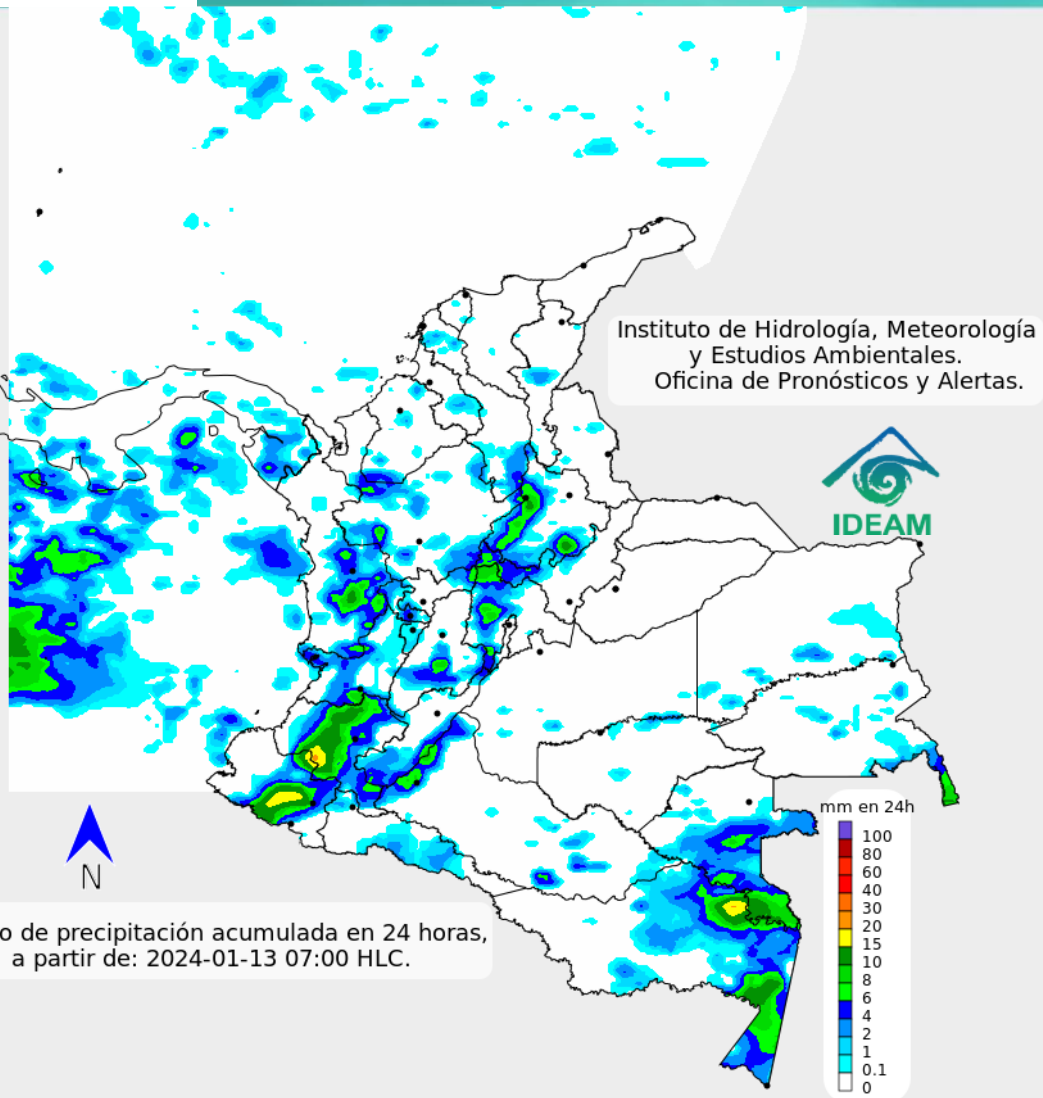 Instituto de Hidrología, Meteorología
y Estudios Ambientales.
Oficina de Pronósticos y Alertas.
IDEAM
mm en 24h
100
80
60
40
30
20
15
10
8
6
4
2
1
0.1
0
N
o de precipitación acumulada en 24 horas,
a partir de: 2024-01-13 07:00 HLC.